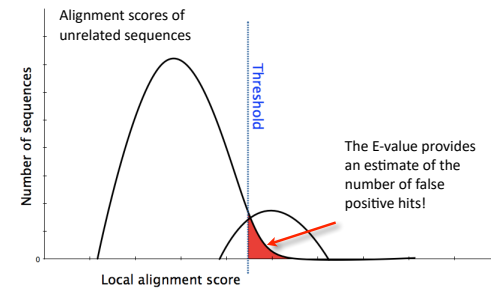 Alignment scores of
unrelated sequences
Threshold
Number of sequences
The E-value provides
an estimate of the
number of false
positive hits!
0
Local alignment score